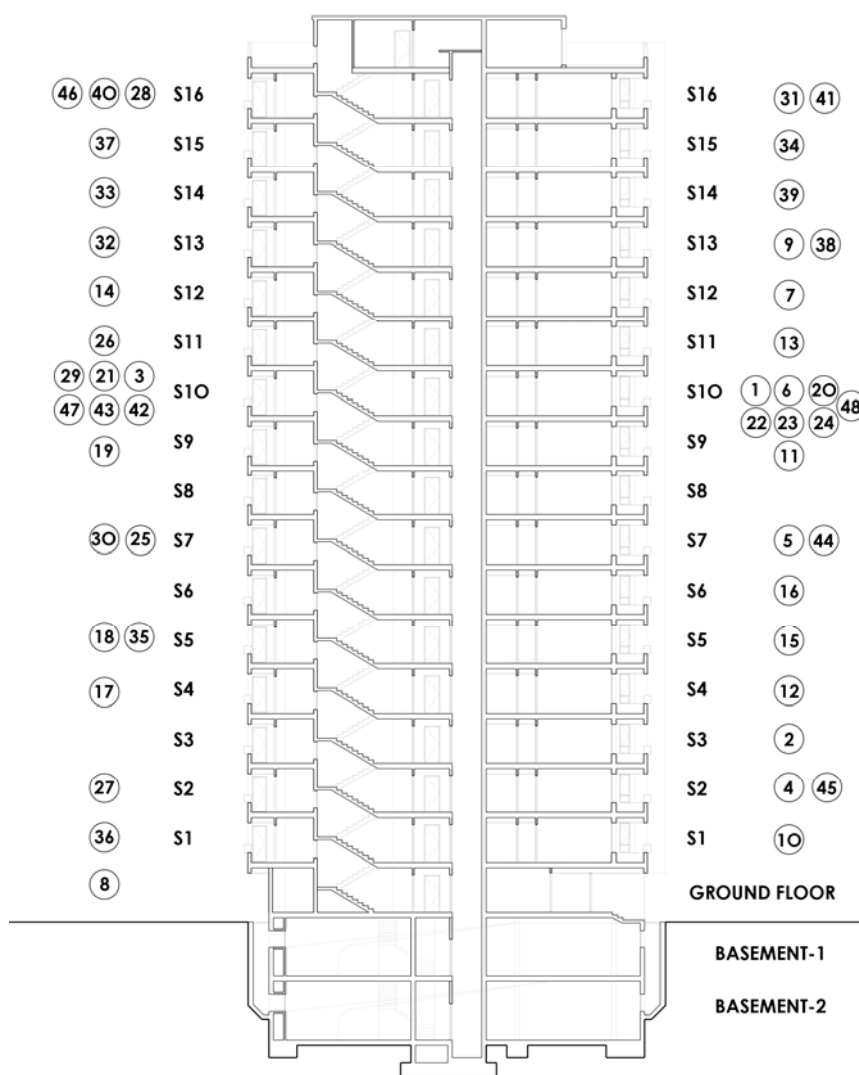 46 40 28 S16 S16 31 41
37 S15 S15 34
33 S14 S14 39
32 S13 S13 9 38
14 S12 S12 7
26 S11 S11 13
29 21 3 S10 S10 1 6 20
47 43 42 22 23 24 48
19 S9 S9 11
S8 S8
30 25 S7 S7 5 44
S6 S6 16
18 35 S5 S5 15
17 S4 S4 12
S3 S3 2
27 S2 S2 4 45
36 S1 S1 10
8 GROUND FLOOR
BASEMENT-1
BASEMENT-2